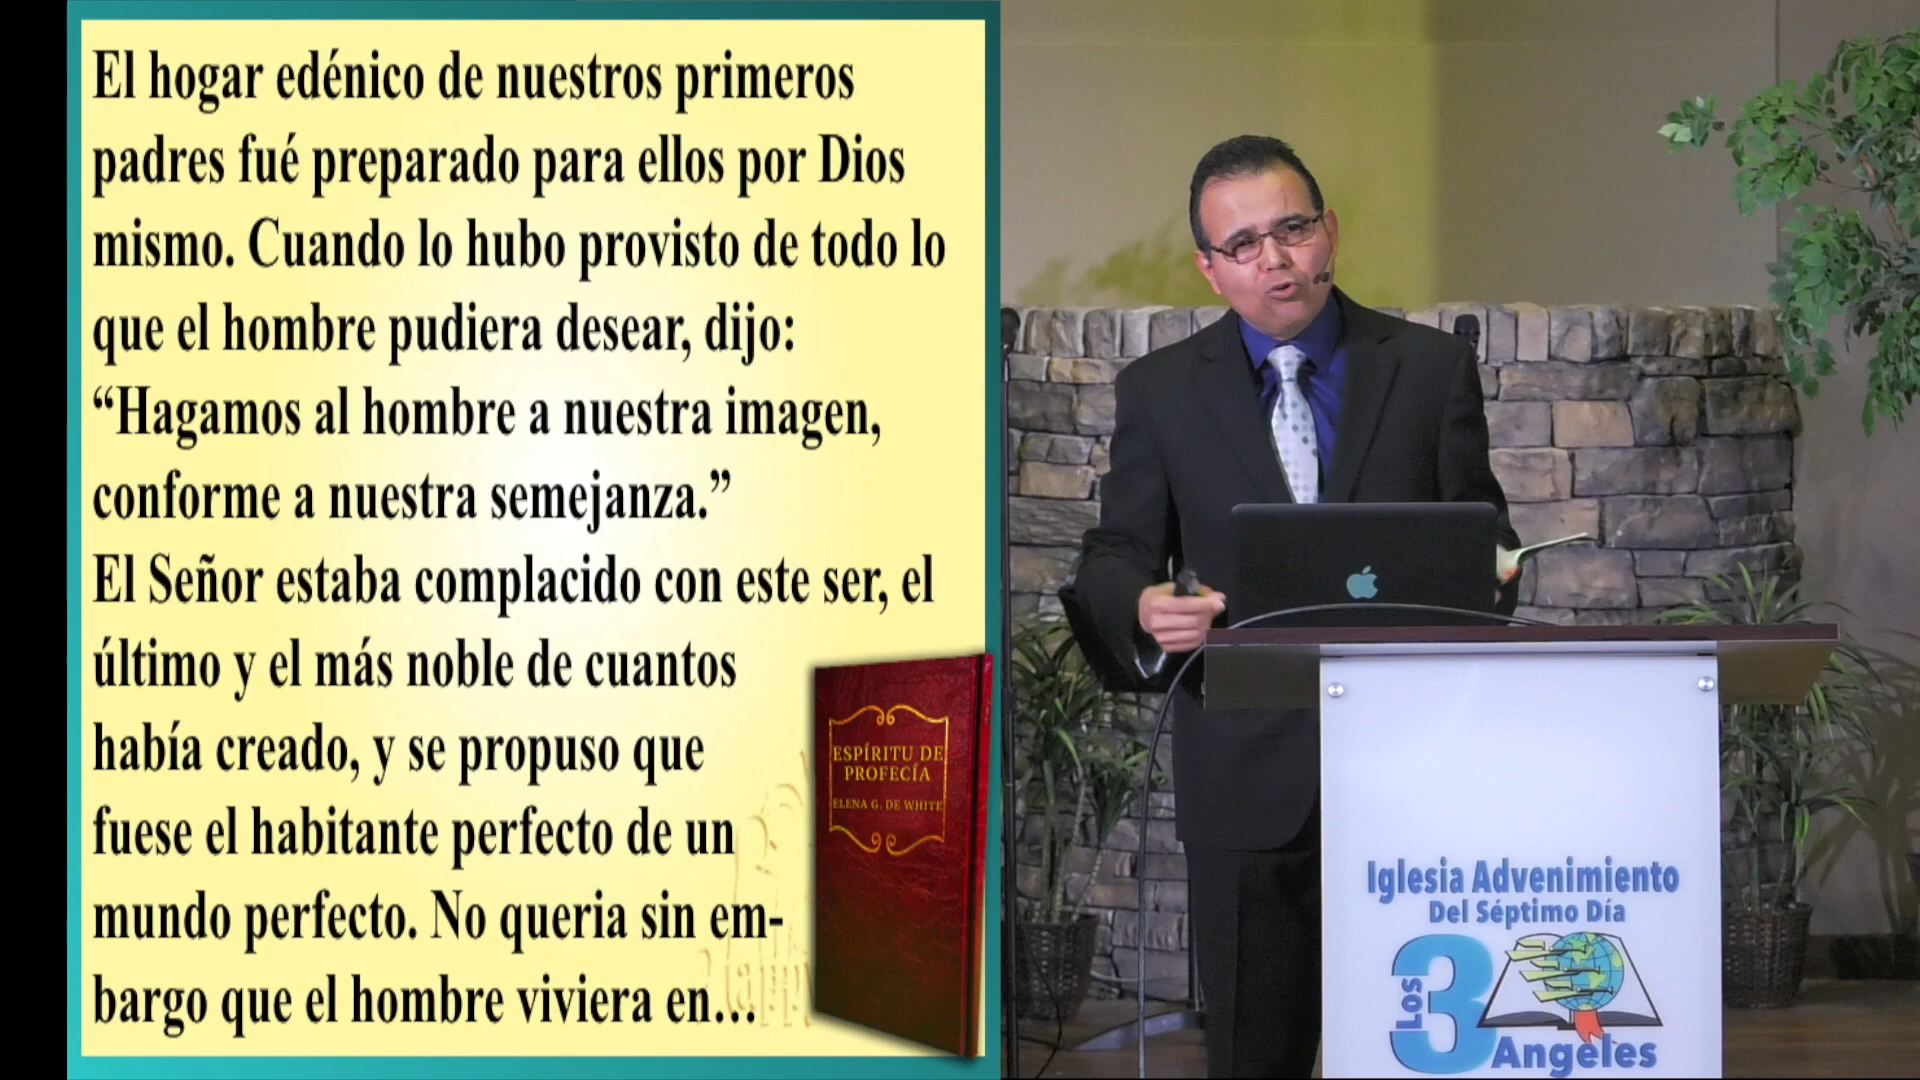 El hogar edénico de nuestros primeros
padres fué preparado para ellos por Dios
mismo. Cuando lo hubo provisto de todo lo
que el hombre pudiera desear, dijo:
“Hagamos al hombre a nuestra imagen,
conforme a nuestra semejanza.”
El Señor estaba complacido con este ser, el
último y el más noble de cuantos
había creado, y se propuso que
fuese el habitante perfecto de un
mundo perfecto. No queria sin em-
bargo que el hombre viviera en...
ESPÍRITU DE
PROFECÍA
ELENA G. DE WHITE
Iglesia Advenimiento
Del Séptimo Día
Los 3
Angeles